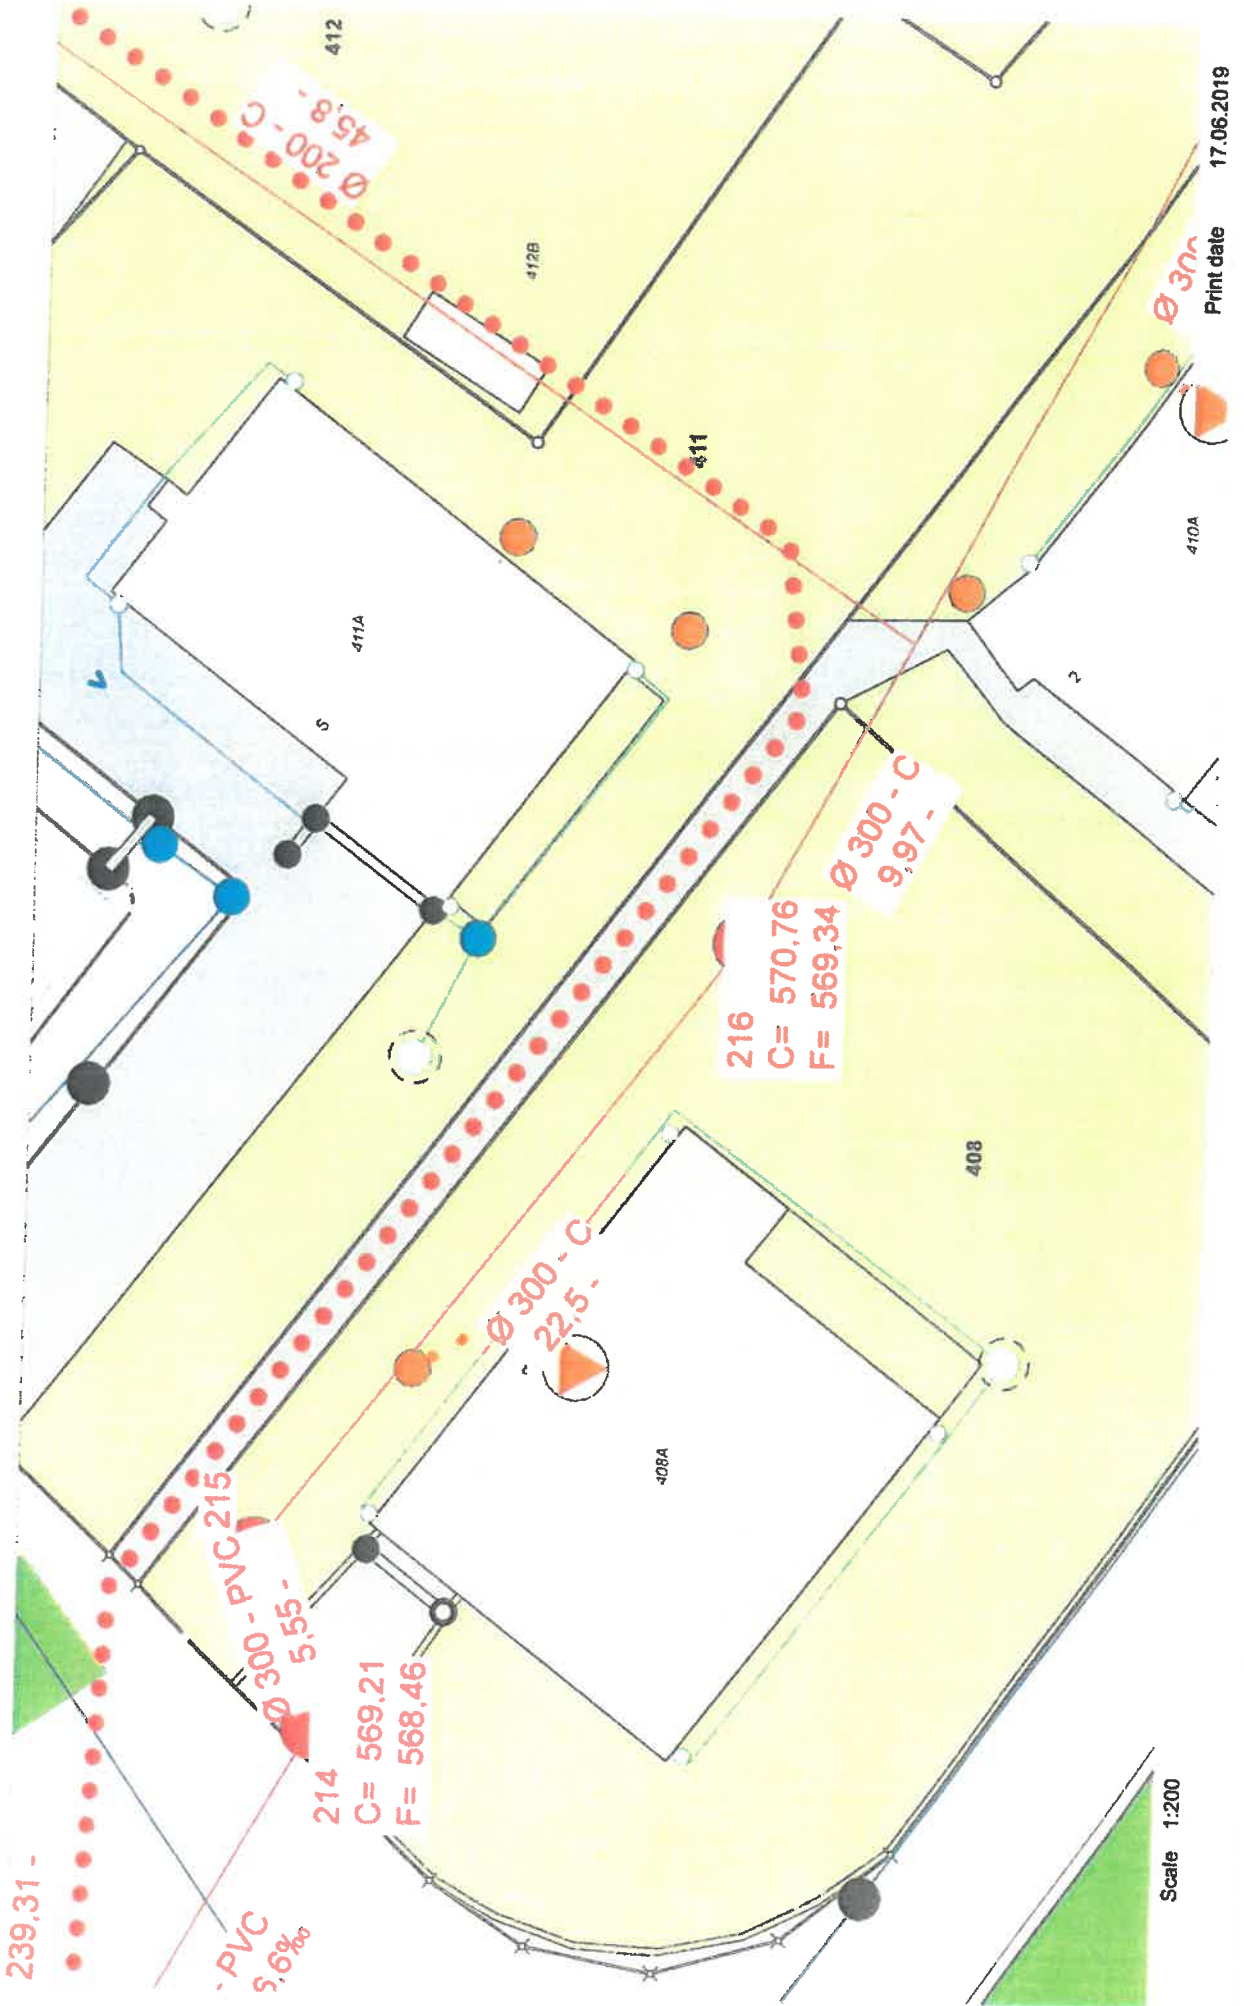 239,31 -
- PVC
214
C= 569,21
F= 568,46
Ø 300 - PVC
5,55 -
215
Ø 300 - C
22,5 -
408A
408
216
C= 570,76
F= 569,34
Ø 300 - C
9,97 -
5
411A
411
412B
412
Ø 200 - C
45,8 -
2
410A
Scale 1:200
Print date 17.06.2019